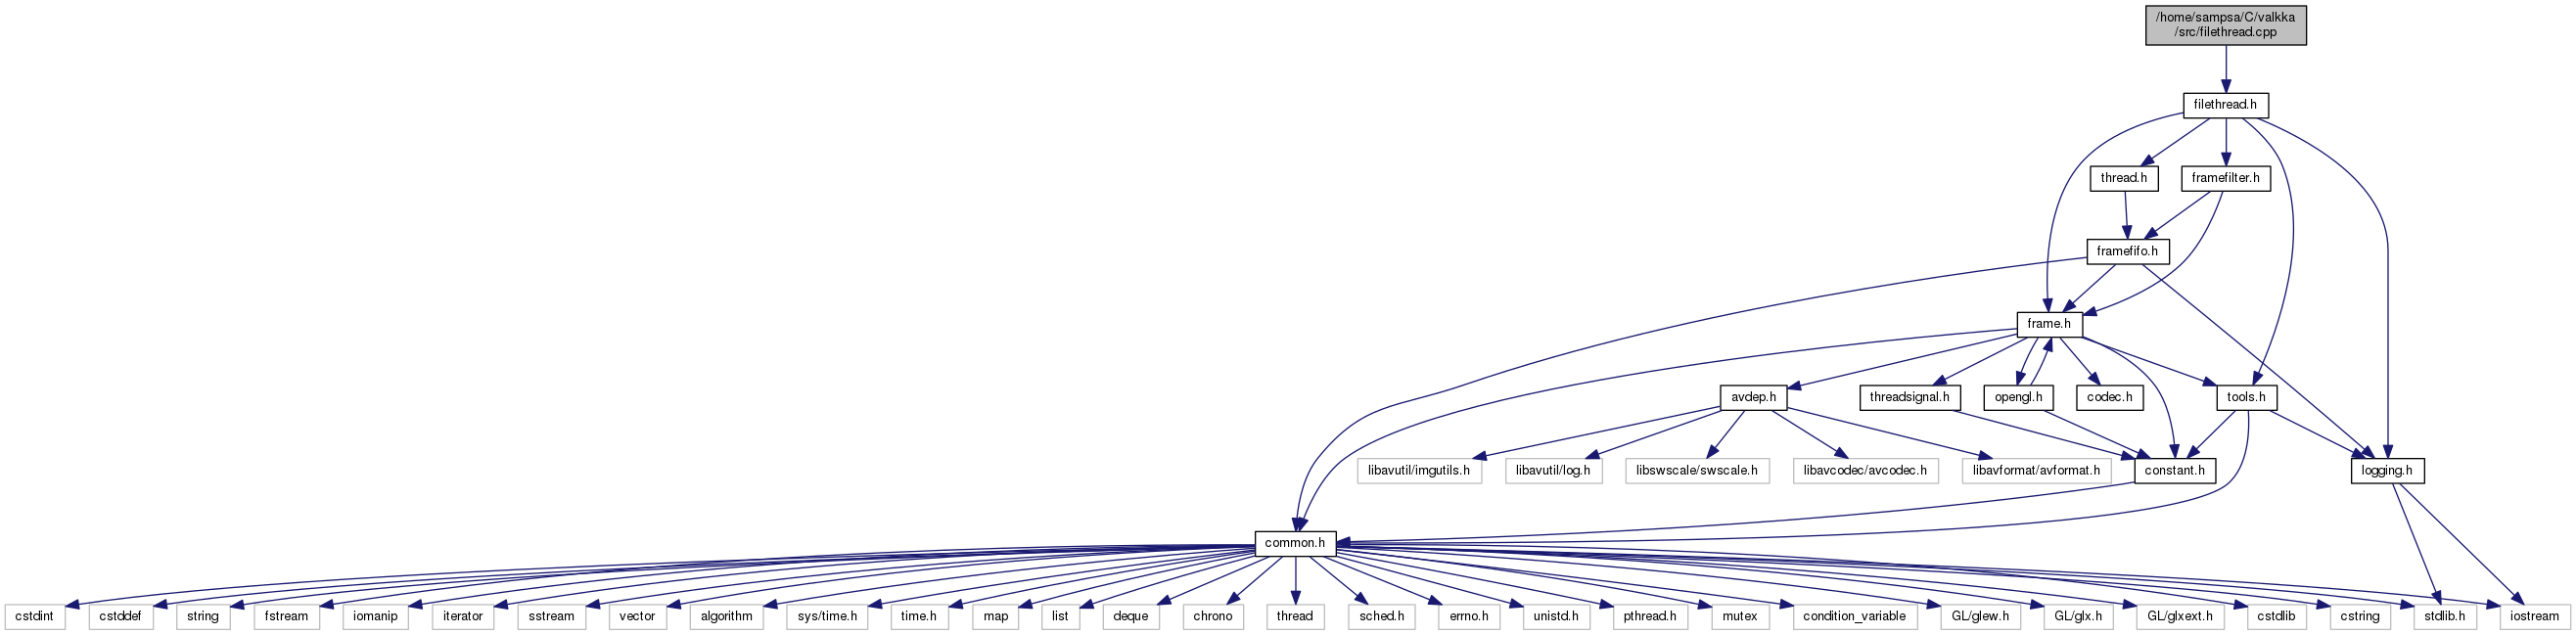 /home/sampsa/C/valkka
/src/filethread.cpp
filethread.h
thread.h
framefilter.h
framefifo.h
frame.h
avdep.h
threadsignal.h
opengl.h
codec.h
tools.h
libavutil/imgutils.h
libavutil/log.h
libswscale/swscale.h
libavcodec/avcodec.h
libavformat/avformat.h
constant.h
logging.h
common.h
cstdint
cstddef
string
fstream
iomanip
iterator
sstream
vector
algorithm
sys/time.h
time.h
map
list
deque
chrono
thread
sched.h
errno.h
unistd.h
pthread.h
mutex
condition_variable
GL/glew.h
GL/glx.h
GL/glxext.h
cstdlib
cstring
stdlib.h
iostream